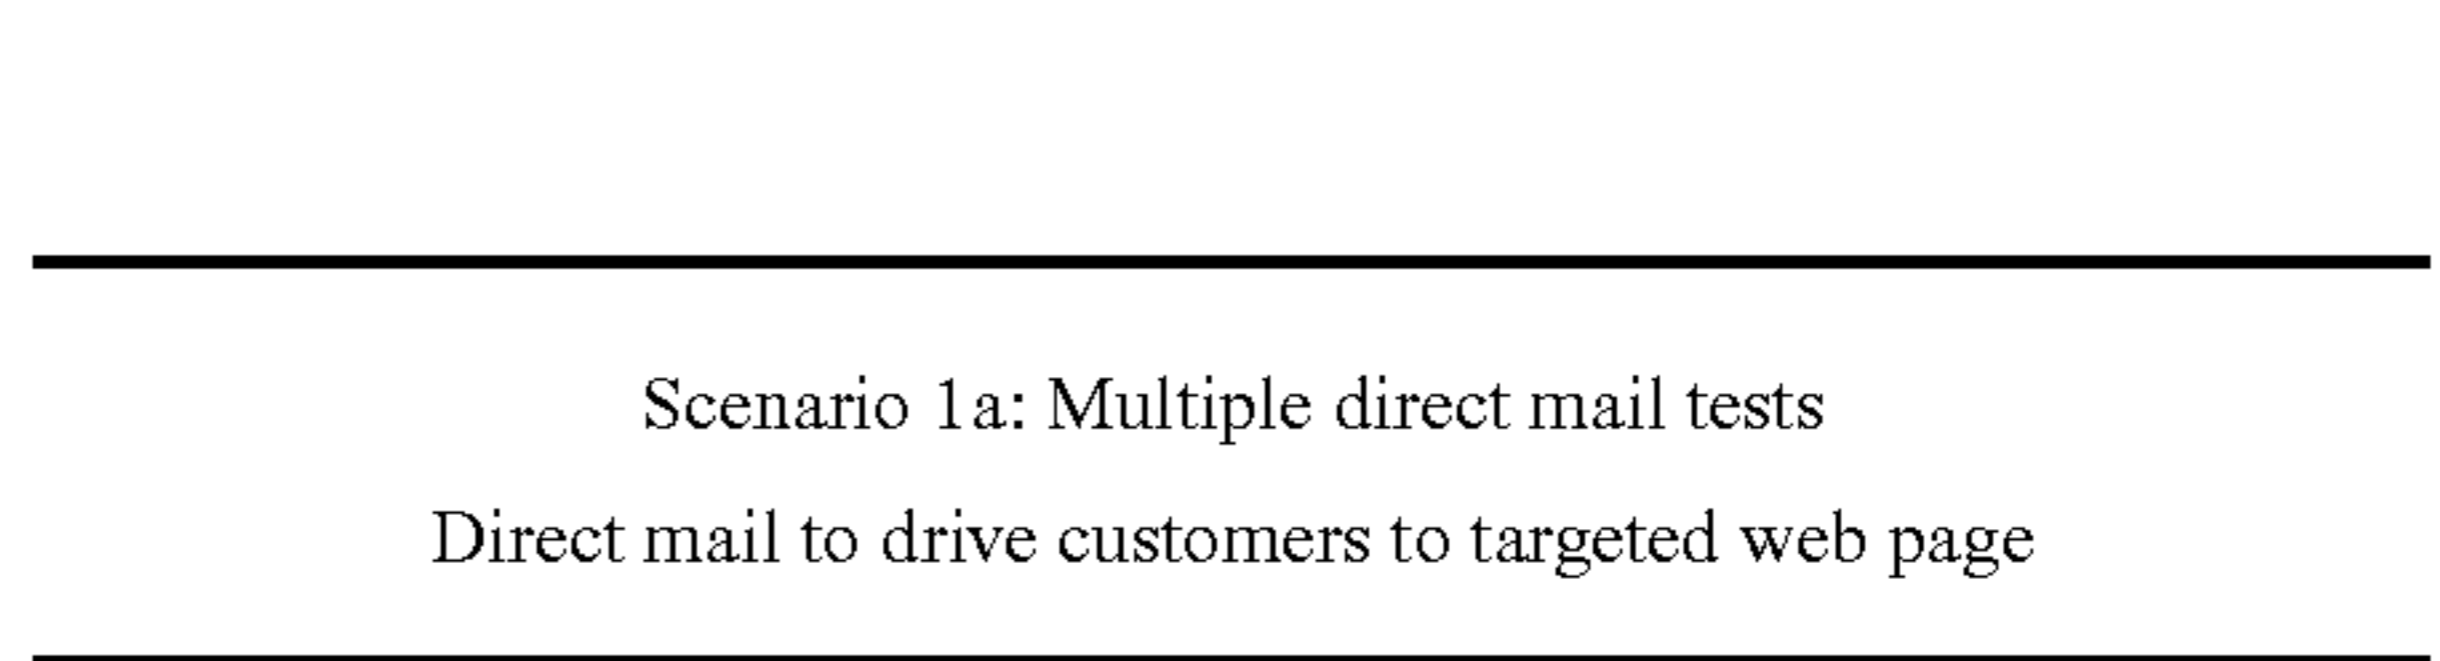 Scenario 1a: Multiple direct mail tests
Direct mail to drive customers to targeted web page